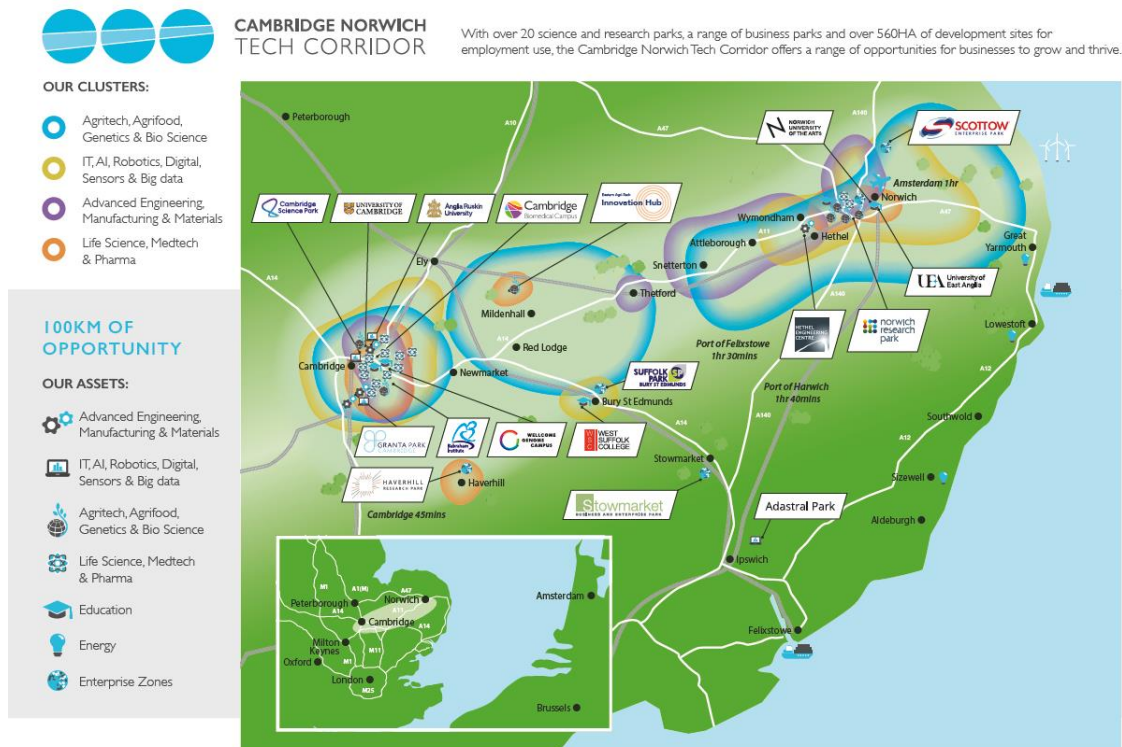 CAMBRIDGE NORWICH
TECH CORRIDOR
With over 20 science and research parks, a range of business parks and over 560HA of development sites for
employment use, the Cambridge Norwich Tech Corridor offers a range of opportunities for businesses to grow and thrive.
OUR CLUSTERS:
Agritech, Agrifood,
Genetics & Bio Science
IT, AI, Robotics, Digital,
Sensors & Big data
Advanced Engineering,
Manufacturing & Materials
Life Science, Medtech
& Pharma
100KM OF
OPPORTUNITY
OUR ASSETS:
Advanced Engineering,
Manufacturing & Materials
IT, AI, Robotics, Digital,
Sensors & Big data
Agritech, Agrifood,
Genetics & Bio Science
Life Science, Medtech
& Pharma
Education
Energy
Enterprise Zones
Peterborough
A10
A47
A140
NORWICH
UNIVERSITY
OF THE ARTS
SCOTTOW
ENTERPRISE PARK
Amsterdam 1hr
Norwich
A47
Cambridge
Science Park
UNIVERSITY OF
CAMBRIDGE
Anglia Ruskin
University
Cambridge
Biomedical Campus
Eastern Agri-Tech
Innovation Hub
Wymondham
A11
Hethel
Attleborough
Snetterton
Great
Yarmouth
Ely
A14
Thetford
Mildenhall
UEA
University of
East Anglia
A140
HETHEL
ENGINEERING
CENTRE
norwich
research
park
Lowestoft
Red Lodge
Port of Felixstowe
1hr 30mins
Cambridge
Newmarket
SUFFOLK
PARK
BURY ST EDMUNDS
Port of Harwich
1hr 40mins
A12
Bury St Edmunds
A14
A140
Southwold
GRANTA PARK
CAMBRIDGE
Babraham
Institute
WELLCOME
GENOME
CAMPUS
WSC
WEST
SUFFOLK
COLLEGE
A12
Stowmarket
HAVERHILL
RESEARCH PARK
Haverhill
Sizewell
Cambridge 45mins
Stowmarket
BUSINESS AND ENTERPRISE PARK
Adastral Park
Aldeburgh
Ipswich
Felixstowe
M1
A1(M)
A47
Peterborough
Norwich
A14
A11
Cambridge
A14
Milton
Keynes
M11
Oxford
M1
London
M25
Amsterdam
Brussels